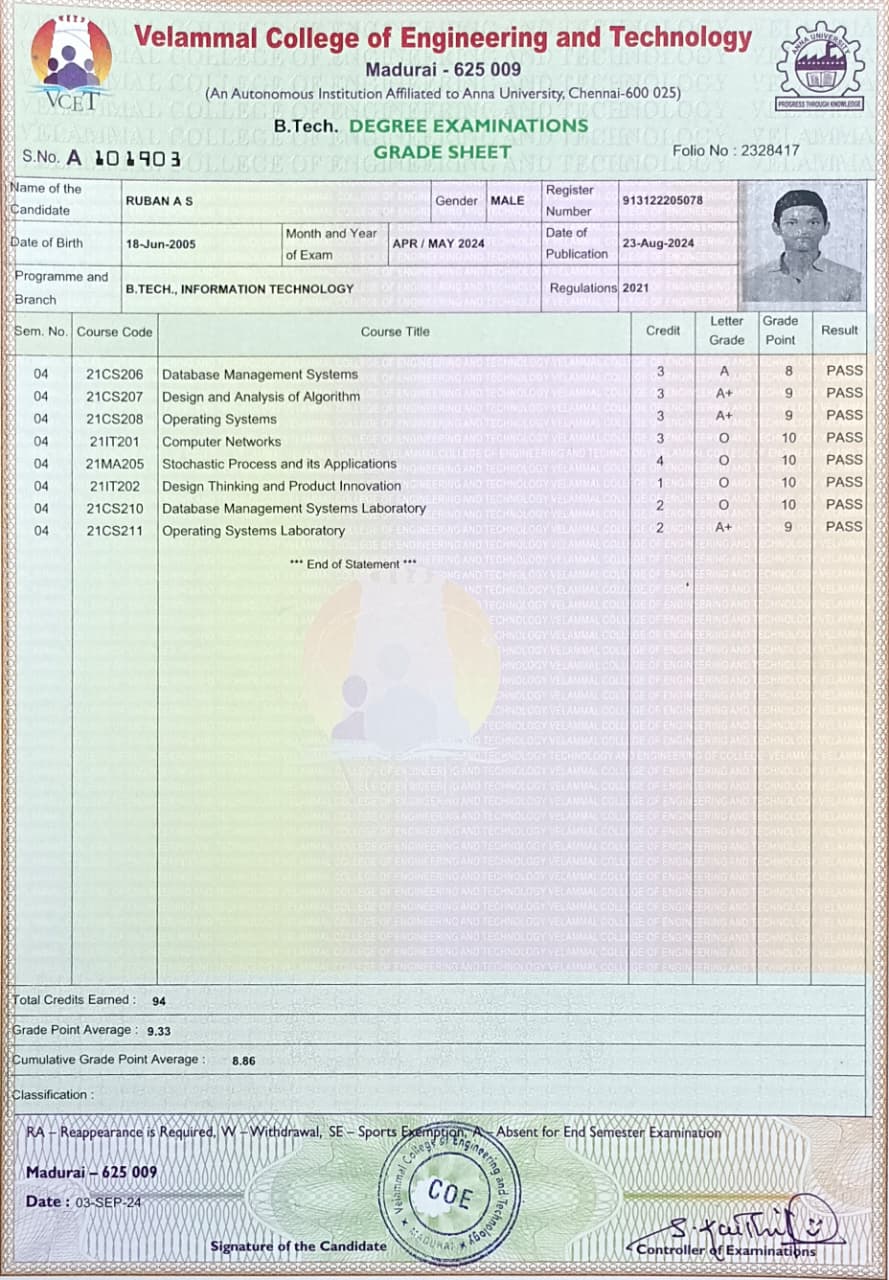 Velammal College of Engineering and Technology
Madurai - 625 009
(An Autonomous Institution Affiliated to Anna University, Chennai-600 025)
B.Tech. DEGREE EXAMINATIONS
GRADE SHEET
VCET
ANNA UNIVERSITY
PROGRESS THROUGH KNOWLEDGE
S.No. A 101903
Folio No : 2328417
Name of the Candidate RUBAN A S Gender MALE Register Number 913122205078
Date of Birth 18-Jun-2005 Month and Year of Exam APR / MAY 2024 Date of Publication 23-Aug-2024
Programme and Branch B.TECH., INFORMATION TECHNOLOGY Regulations 2021
Sem. No. Course Code Course Title Credit Letter Grade Grade Point Result
04 21CS206 Database Management Systems 3 A 8 PASS
04 21CS207 Design and Analysis of Algorithm 3 A+ 9 PASS
04 21CS208 Operating Systems 3 A+ 9 PASS
04 21IT201 Computer Networks 3 O 10 PASS
04 21MA205 Stochastic Process and its Applications 4 O 10 PASS
04 21IT202 Design Thinking and Product Innovation 1 O 10 PASS
04 21CS210 Database Management Systems Laboratory 2 O 10 PASS
04 21CS211 Operating Systems Laboratory 2 A+ 9 PASS
*** End of Statement ***
Total Credits Earned : 94
Grade Point Average : 9.33
Cumulative Grade Point Average : 8.86
Classification :
RA – Reappearance is Required, W – Withdrawal, SE – Sports Exemption, A – Absent for End Semester Examination
Madurai – 625 009
Date : 03-SEP-24
Velammal College of Engineering and Technology
COE
MADURAI
Signature of the Candidate
Controller of Examinations